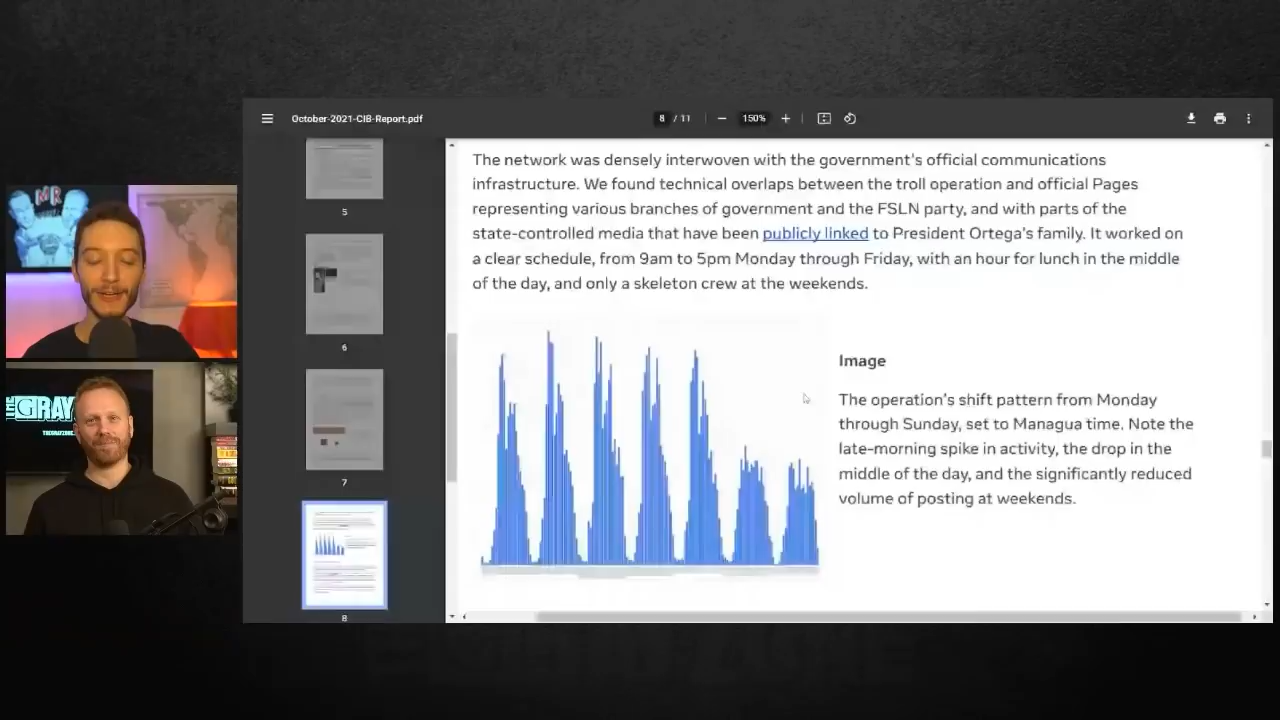 October-2021-CIB-Report.pdf
8 / 11
150%
MR
THE GRAY
THEGRAYZONE.
5
6
7
8
The network was densely interwoven with the government's official communications
infrastructure. We found technical overlaps between the troll operation and official Pages
representing various branches of government and the FSLN party, and with parts of the
state-controlled media that have been publicly linked to President Ortega's family. It worked on
a clear schedule, from 9am to 5pm Monday through Friday, with an hour for lunch in the middle
of the day, and only a skeleton crew at the weekends.
Image
The operation's shift pattern from Monday
through Sunday, set to Managua time. Note the
late-morning spike in activity, the drop in the
middle of the day, and the significantly reduced
volume of posting at weekends.